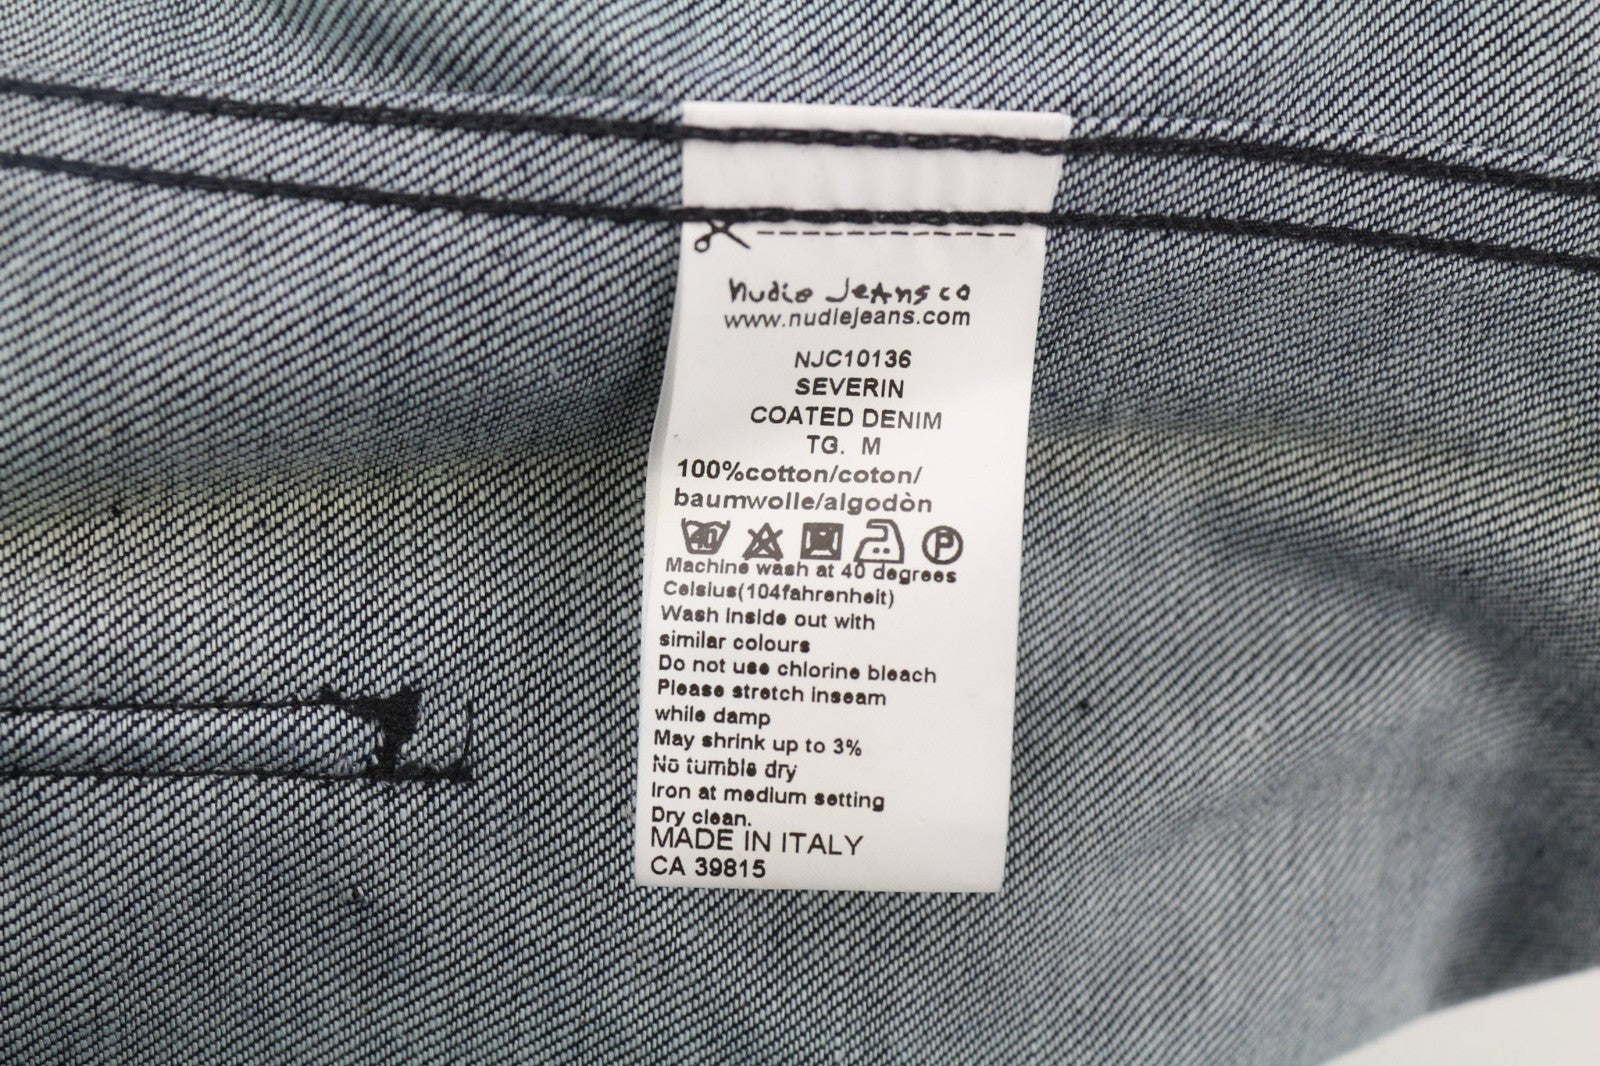 nudie Jeans co
www.nudiejeans.com
NJC10136
SEVERIN
COATED DENIM
TG. M
100%cotton/coton/
baumwolle/algodòn
40 P
Machine wash at 40 degrees
Celsius(104fahrenheit)
Wash inside out with
similar colours
Do not use chlorine bleach
Please stretch inseam
while damp
May shrink up to 3%
No tumble dry
Iron at medium setting
Dry clean.
MADE IN ITALY
CA 39815